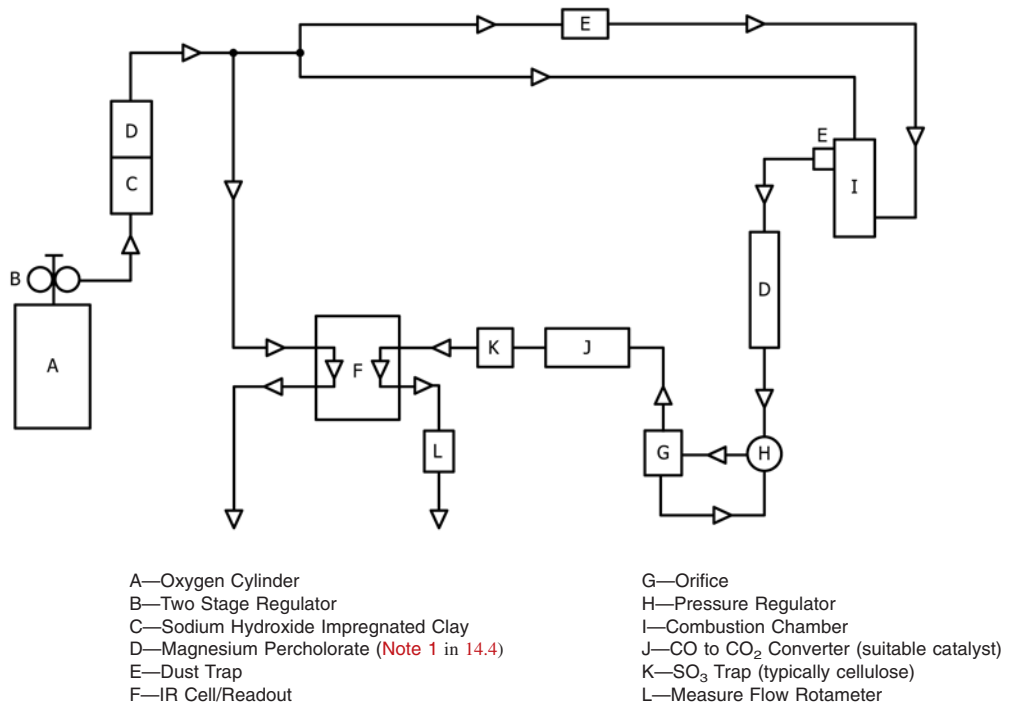 E
D
C
E
I
B
D
A
F
K
J
L
G
H
A—Oxygen Cylinder
B—Two Stage Regulator
C—Sodium Hydroxide Impregnated Clay
D—Magnesium Percholorate (Note 1 in 14.4)
E—Dust Trap
F—IR Cell/Readout
G—Orifice
H—Pressure Regulator
I—Combustion Chamber
J—CO to CO₂ Converter (suitable catalyst)
K—SO₃ Trap (typically cellulose)
L—Measure Flow Rotameter